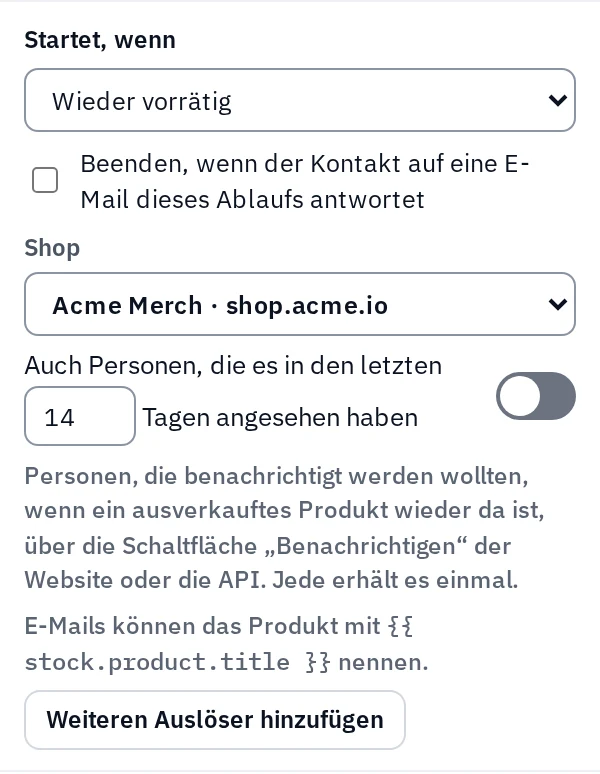 Startet, wenn
Wieder vorrätig
Beenden, wenn der Kontakt auf eine E-
Mail dieses Ablaufs antwortet
Shop
Acme Merch · shop.acme.io
Auch Personen, die es in den letzten
14 Tagen angesehen haben
Personen, die benachrichtigt werden wollten,
wenn ein ausverkauftes Produkt wieder da ist,
über die Schaltfläche „Benachrichtigen“ der
Website oder die API. Jede erhält es einmal.
E-Mails können das Produkt mit {{
stock.product.title }} nennen.
Weiteren Auslöser hinzufügen